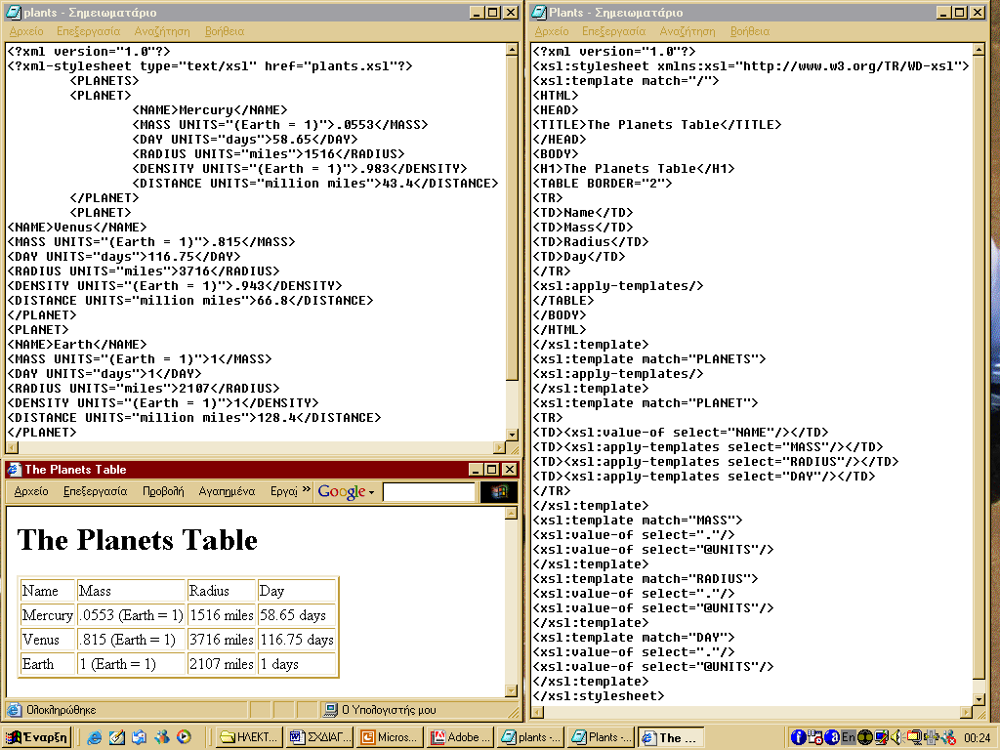 plants - Σημειωματάριο
Αρχείο Επεξεργασία Αναζήτηση Βοήθεια
<?xml version="1.0"?>
<?xml-stylesheet type="text/xsl" href="plants.xsl"?>
<PLANETS>
<PLANET>
<NAME>Mercury</NAME>
<MASS UNITS="(Earth = 1)">.0553</MASS>
<DAY UNITS="days">58.65</DAY>
<RADIUS UNITS="miles">1516</RADIUS>
<DENSITY UNITS="(Earth = 1)">.983</DENSITY>
<DISTANCE UNITS="million miles">43.4</DISTANCE>
</PLANET>
<PLANET>
<NAME>Venus</NAME>
<MASS UNITS="(Earth = 1)">.815</MASS>
<DAY UNITS="days">116.75</DAY>
<RADIUS UNITS="miles">3716</RADIUS>
<DENSITY UNITS="(Earth = 1)">.943</DENSITY>
<DISTANCE UNITS="million miles">66.8</DISTANCE>
</PLANET>
<PLANET>
<NAME>Earth</NAME>
<MASS UNITS="(Earth = 1)">1</MASS>
<DAY UNITS="days">1</DAY>
<RADIUS UNITS="miles">2107</RADIUS>
<DENSITY UNITS="(Earth = 1)">1</DENSITY>
<DISTANCE UNITS="million miles">128.4</DISTANCE>
</PLANET>
The Planets Table
Αρχείο Επεξεργασία Προβολή Αγαπημένα Εργαλ » Google
The Planets Table
Name Mass Radius Day
Mercury .0553 (Earth = 1) 1516 miles 58.65 days
Venus .815 (Earth = 1) 3716 miles 116.75 days
Earth 1 (Earth = 1) 2107 miles 1 days
Ολοκληρώθηκε Ο Υπολογιστής μου
Plants - Σημειωματάριο
Αρχείο Επεξεργασία Αναζήτηση Βοήθεια
<?xml version="1.0"?>
<xsl:stylesheet xmlns:xsl="http://www.w3.org/TR/WD-xsl">
<xsl:template match="/">
<HTML>
<HEAD>
<TITLE>The Planets Table</TITLE>
</HEAD>
<BODY>
<H1>The Planets Table</H1>
<TABLE BORDER="2">
<TR>
<TD>Name</TD>
<TD>Mass</TD>
<TD>Radius</TD>
<TD>Day</TD>
</TR>
<xsl:apply-templates/>
</TABLE>
</BODY>
</HTML>
</xsl:template>
<xsl:template match="PLANETS">
<xsl:apply-templates/>
</xsl:template>
<xsl:template match="PLANET">
<TR>
<TD><xsl:value-of select="NAME"/></TD>
<TD><xsl:apply-templates select="MASS"/></TD>
<TD><xsl:apply-templates select="RADIUS"/></TD>
<TD><xsl:apply-templates select="DAY"/></TD>
</TR>
</xsl:template>
<xsl:template match="MASS">
<xsl:value-of select="."/>
<xsl:value-of select="@UNITS"/>
</xsl:template>
<xsl:template match="RADIUS">
<xsl:value-of select="."/>
<xsl:value-of select="@UNITS"/>
</xsl:template>
<xsl:template match="DAY">
<xsl:value-of select="."/>
<xsl:value-of select="@UNITS"/>
</xsl:template>
</xsl:stylesheet>
Έναρξη ΗΛΕΚΤ... ΣΧΔΙΑΓ... Micros... Adobe ... plants -... Plants -... The ... En 00:24